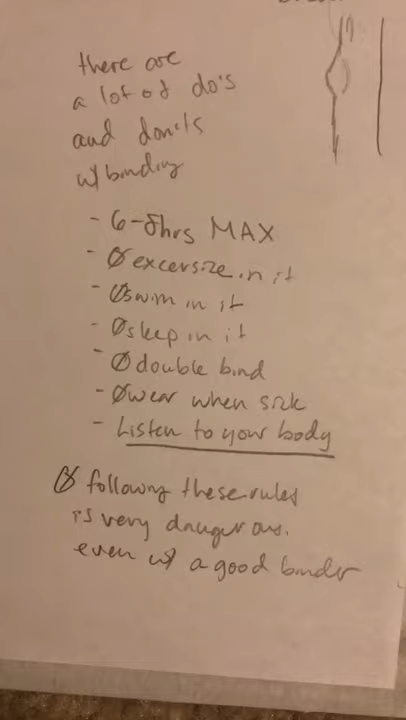 there are
a lot of do's
and don'ts
w/ binding
- 6-8hrs MAX
- Ø excersize in it
- Ø swim in it
- Ø sleep in it
- Ø double bind
- Ø wear when sick
- Listen to your body
Ø following these rules
is very dangerous.
even w/ a good binder